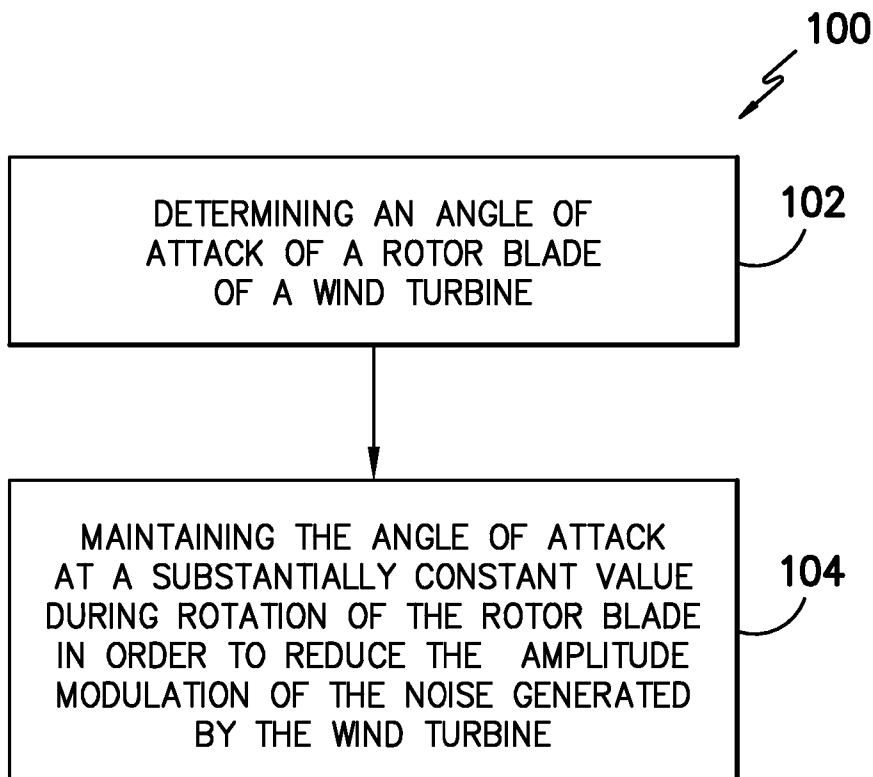 100
DETERMINING AN ANGLE OF
ATTACK OF A ROTOR BLADE
OF A WIND TURBINE
102
MAINTAINING THE ANGLE OF ATTACK
AT A SUBSTANTIALLY CONSTANT VALUE
DURING ROTATION OF THE ROTOR BLADE
IN ORDER TO REDUCE THE AMPLITUDE
MODULATION OF THE NOISE GENERATED
BY THE WIND TURBINE
104